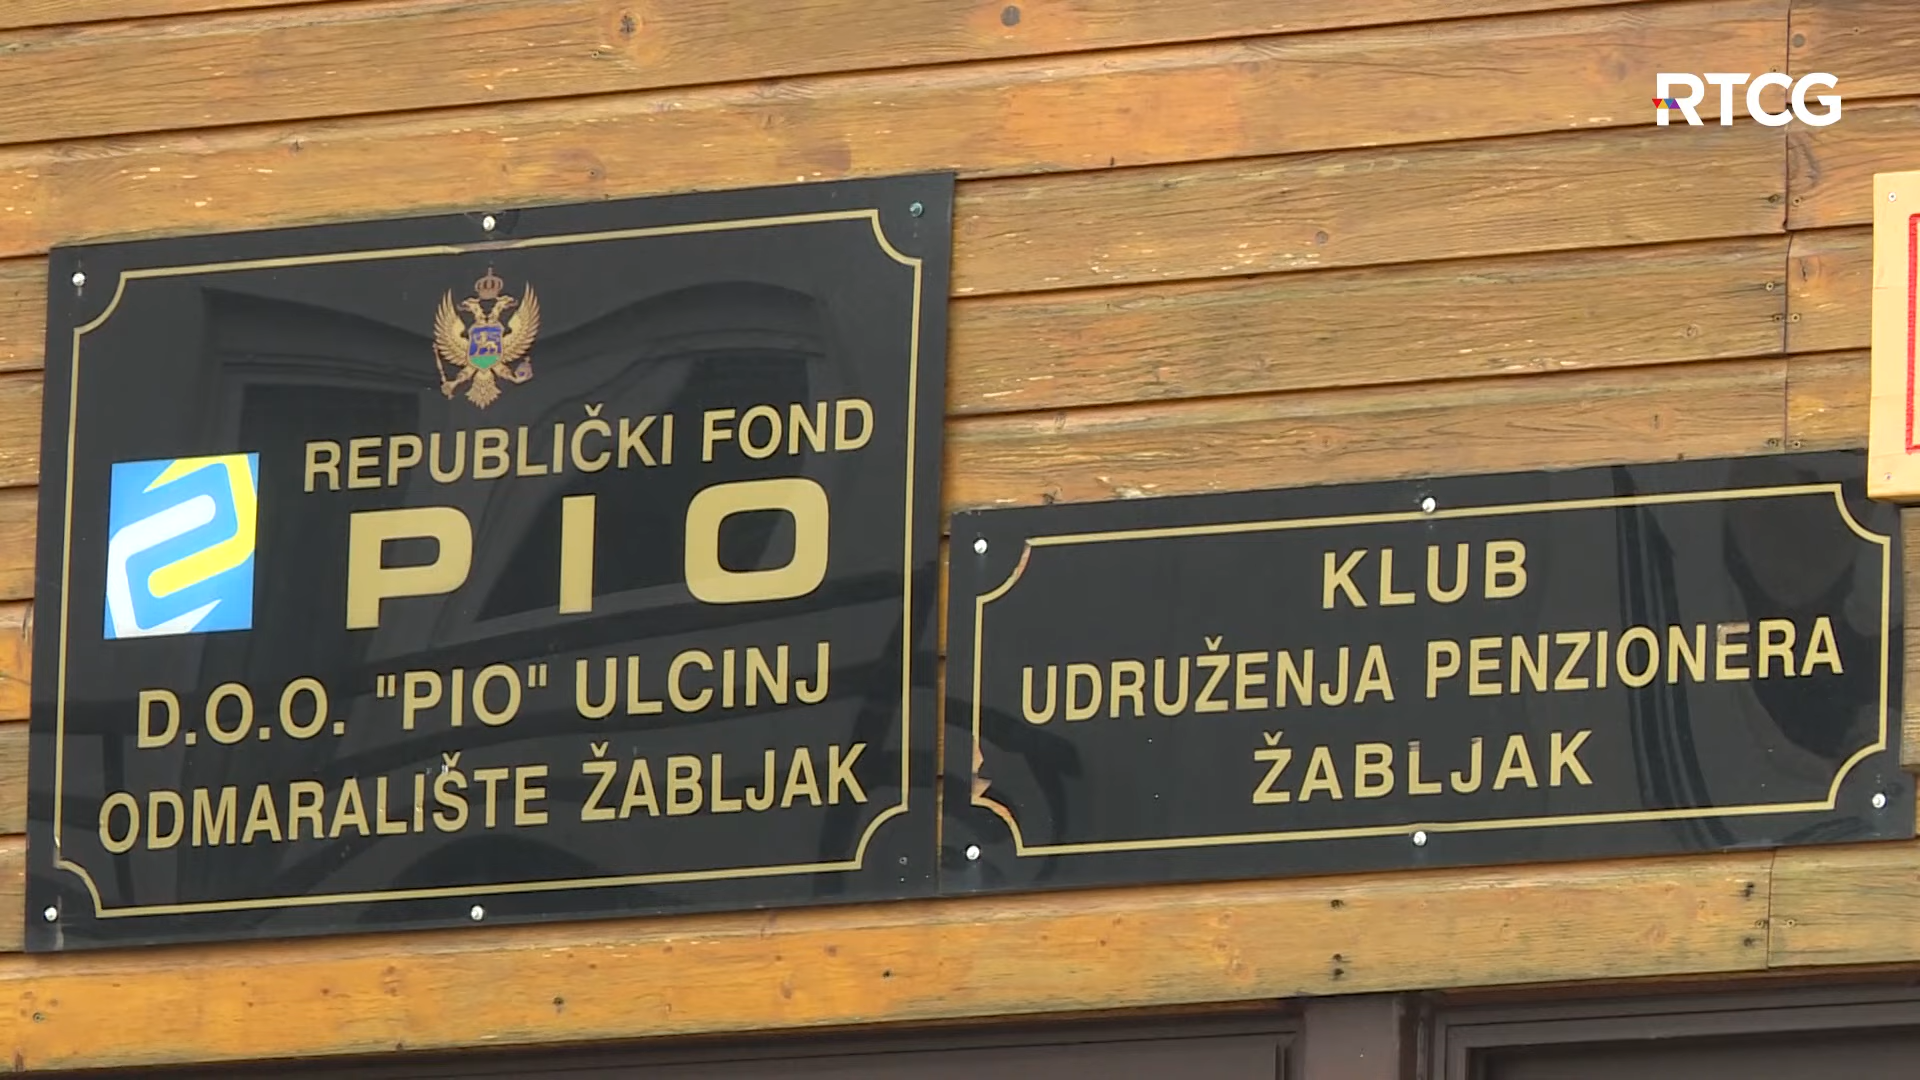 RTCG
REPUBLIČKI FOND
PIO
D.O.O. "PIO" ULCINJ
ODMARALIŠTE ŽABLJAK
KLUB
UDRUŽENJA PENZIONERA
ŽABLJAK